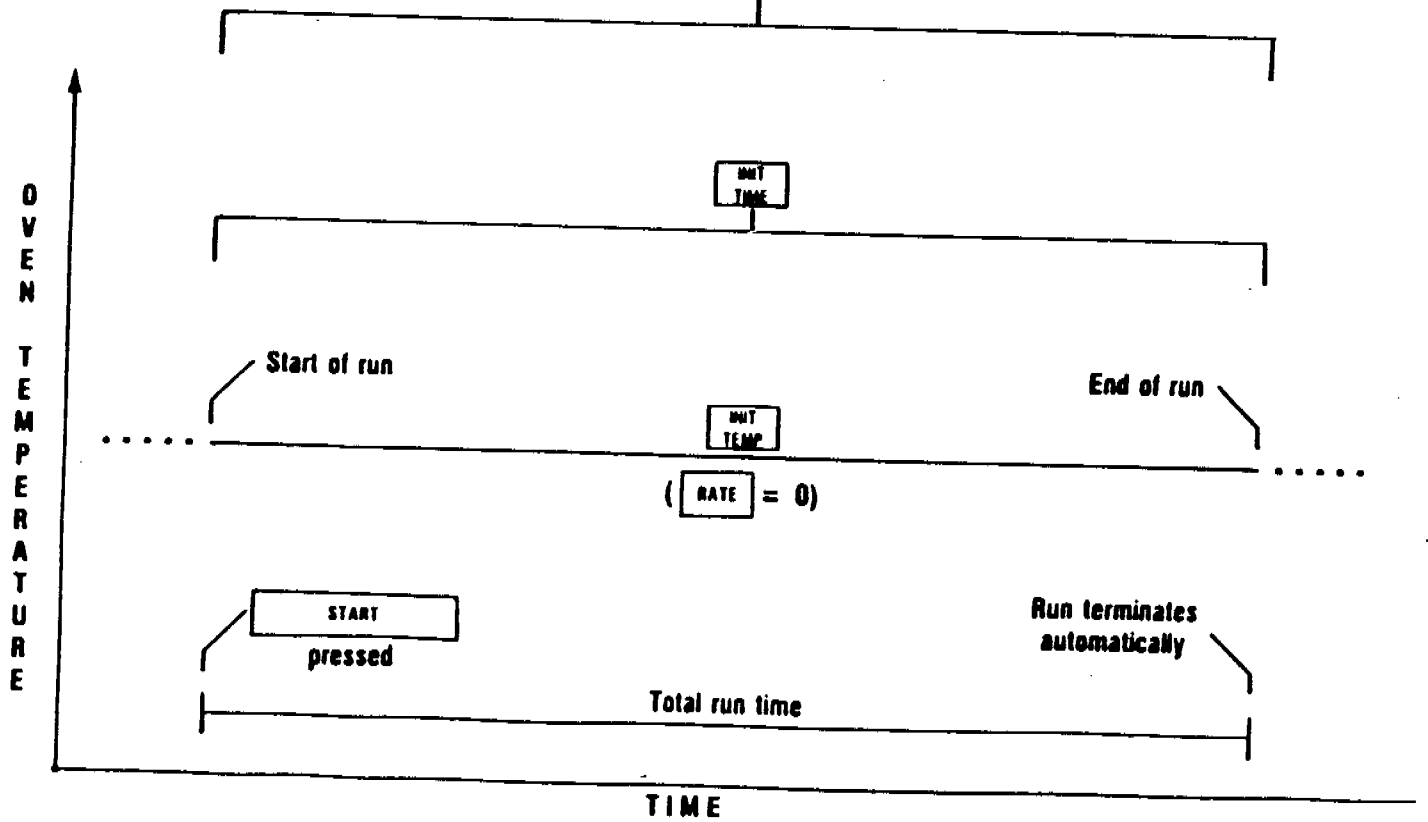 INIT
TIME
Start of run
End of run
INIT
TEMP
( RATE = 0)
START
pressed
Run terminates
automatically
Total run time
OVEN TEMPERATURE
TIME